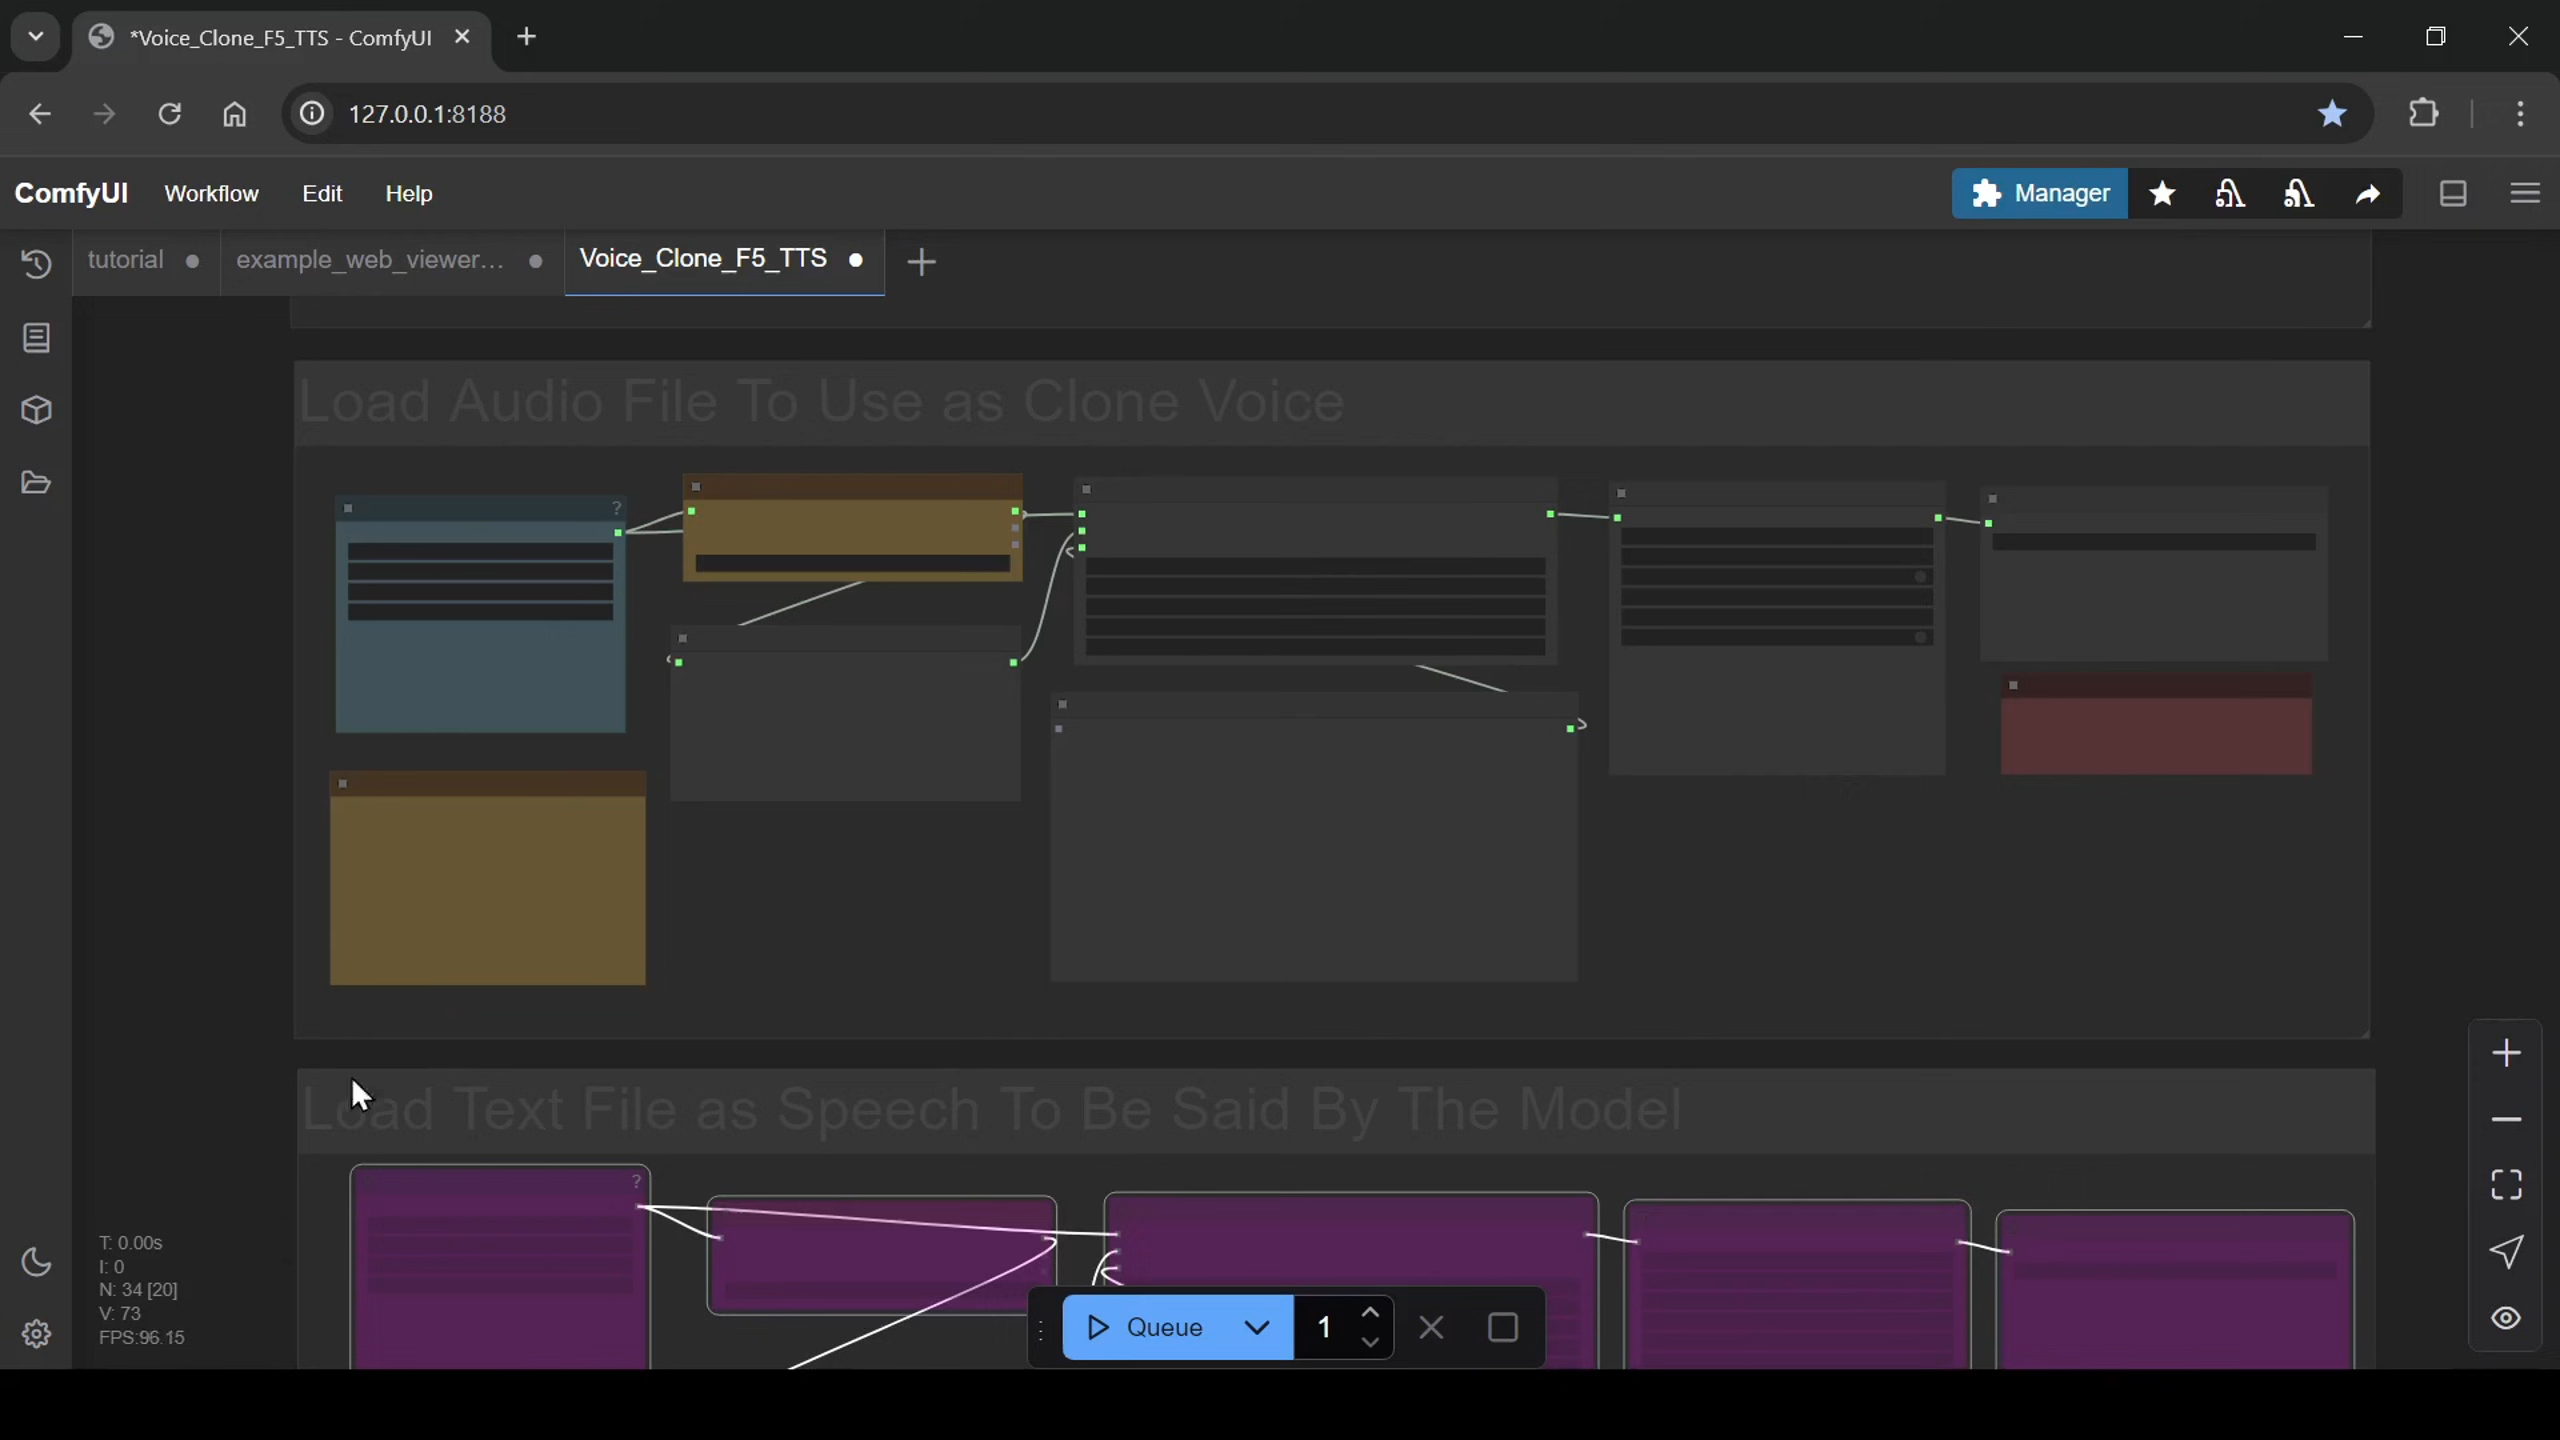 *Voice_Clone_F5_TTS - ComfyUI
127.0.0.1:8188
ComfyUI Workflow Edit Help Manager
tutorial example_web_viewer... Voice_Clone_F5_TTS
Load Audio File To Use as Clone Voice
?
Load Text File as Speech To Be Said By The Model
?
T: 0.00s
I: 0
N: 34 [20]
V: 73
FPS:96.15
Queue 1